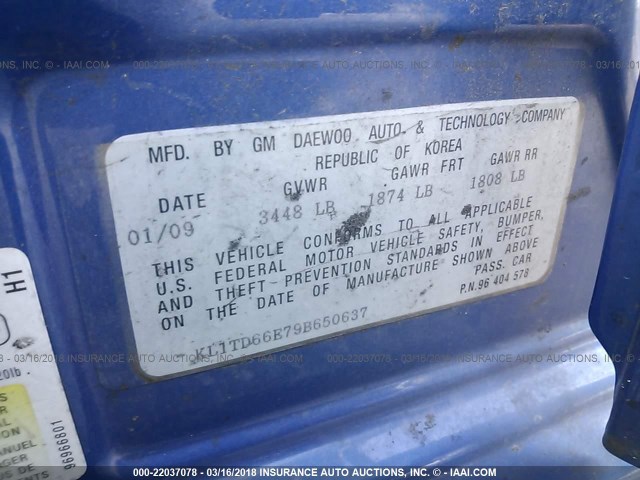 MFD. BY GM DAEWOO AUTO. & TECHNOLOGY COMPANY
REPUBLIC OF KOREA
DATE GVWR GAWR FRT GAWR RR
01/09 3448 LB 1874 LB 1808 LB
THIS VEHICLE CONFORMS TO ALL APPLICABLE
U.S. FEDERAL MOTOR VEHICLE SAFETY, BUMPER,
AND THEFT-PREVENTION STANDARDS IN EFFECT
ON THE DATE OF MANUFACTURE SHOWN ABOVE
PASS. CAR
P.N. 96 404 578
KL1TD66E79B650637
H1
96968801
000-22037078 - 03/16/2018 INSURANCE AUTO AUCTIONS, INC. - © IAAI.COM